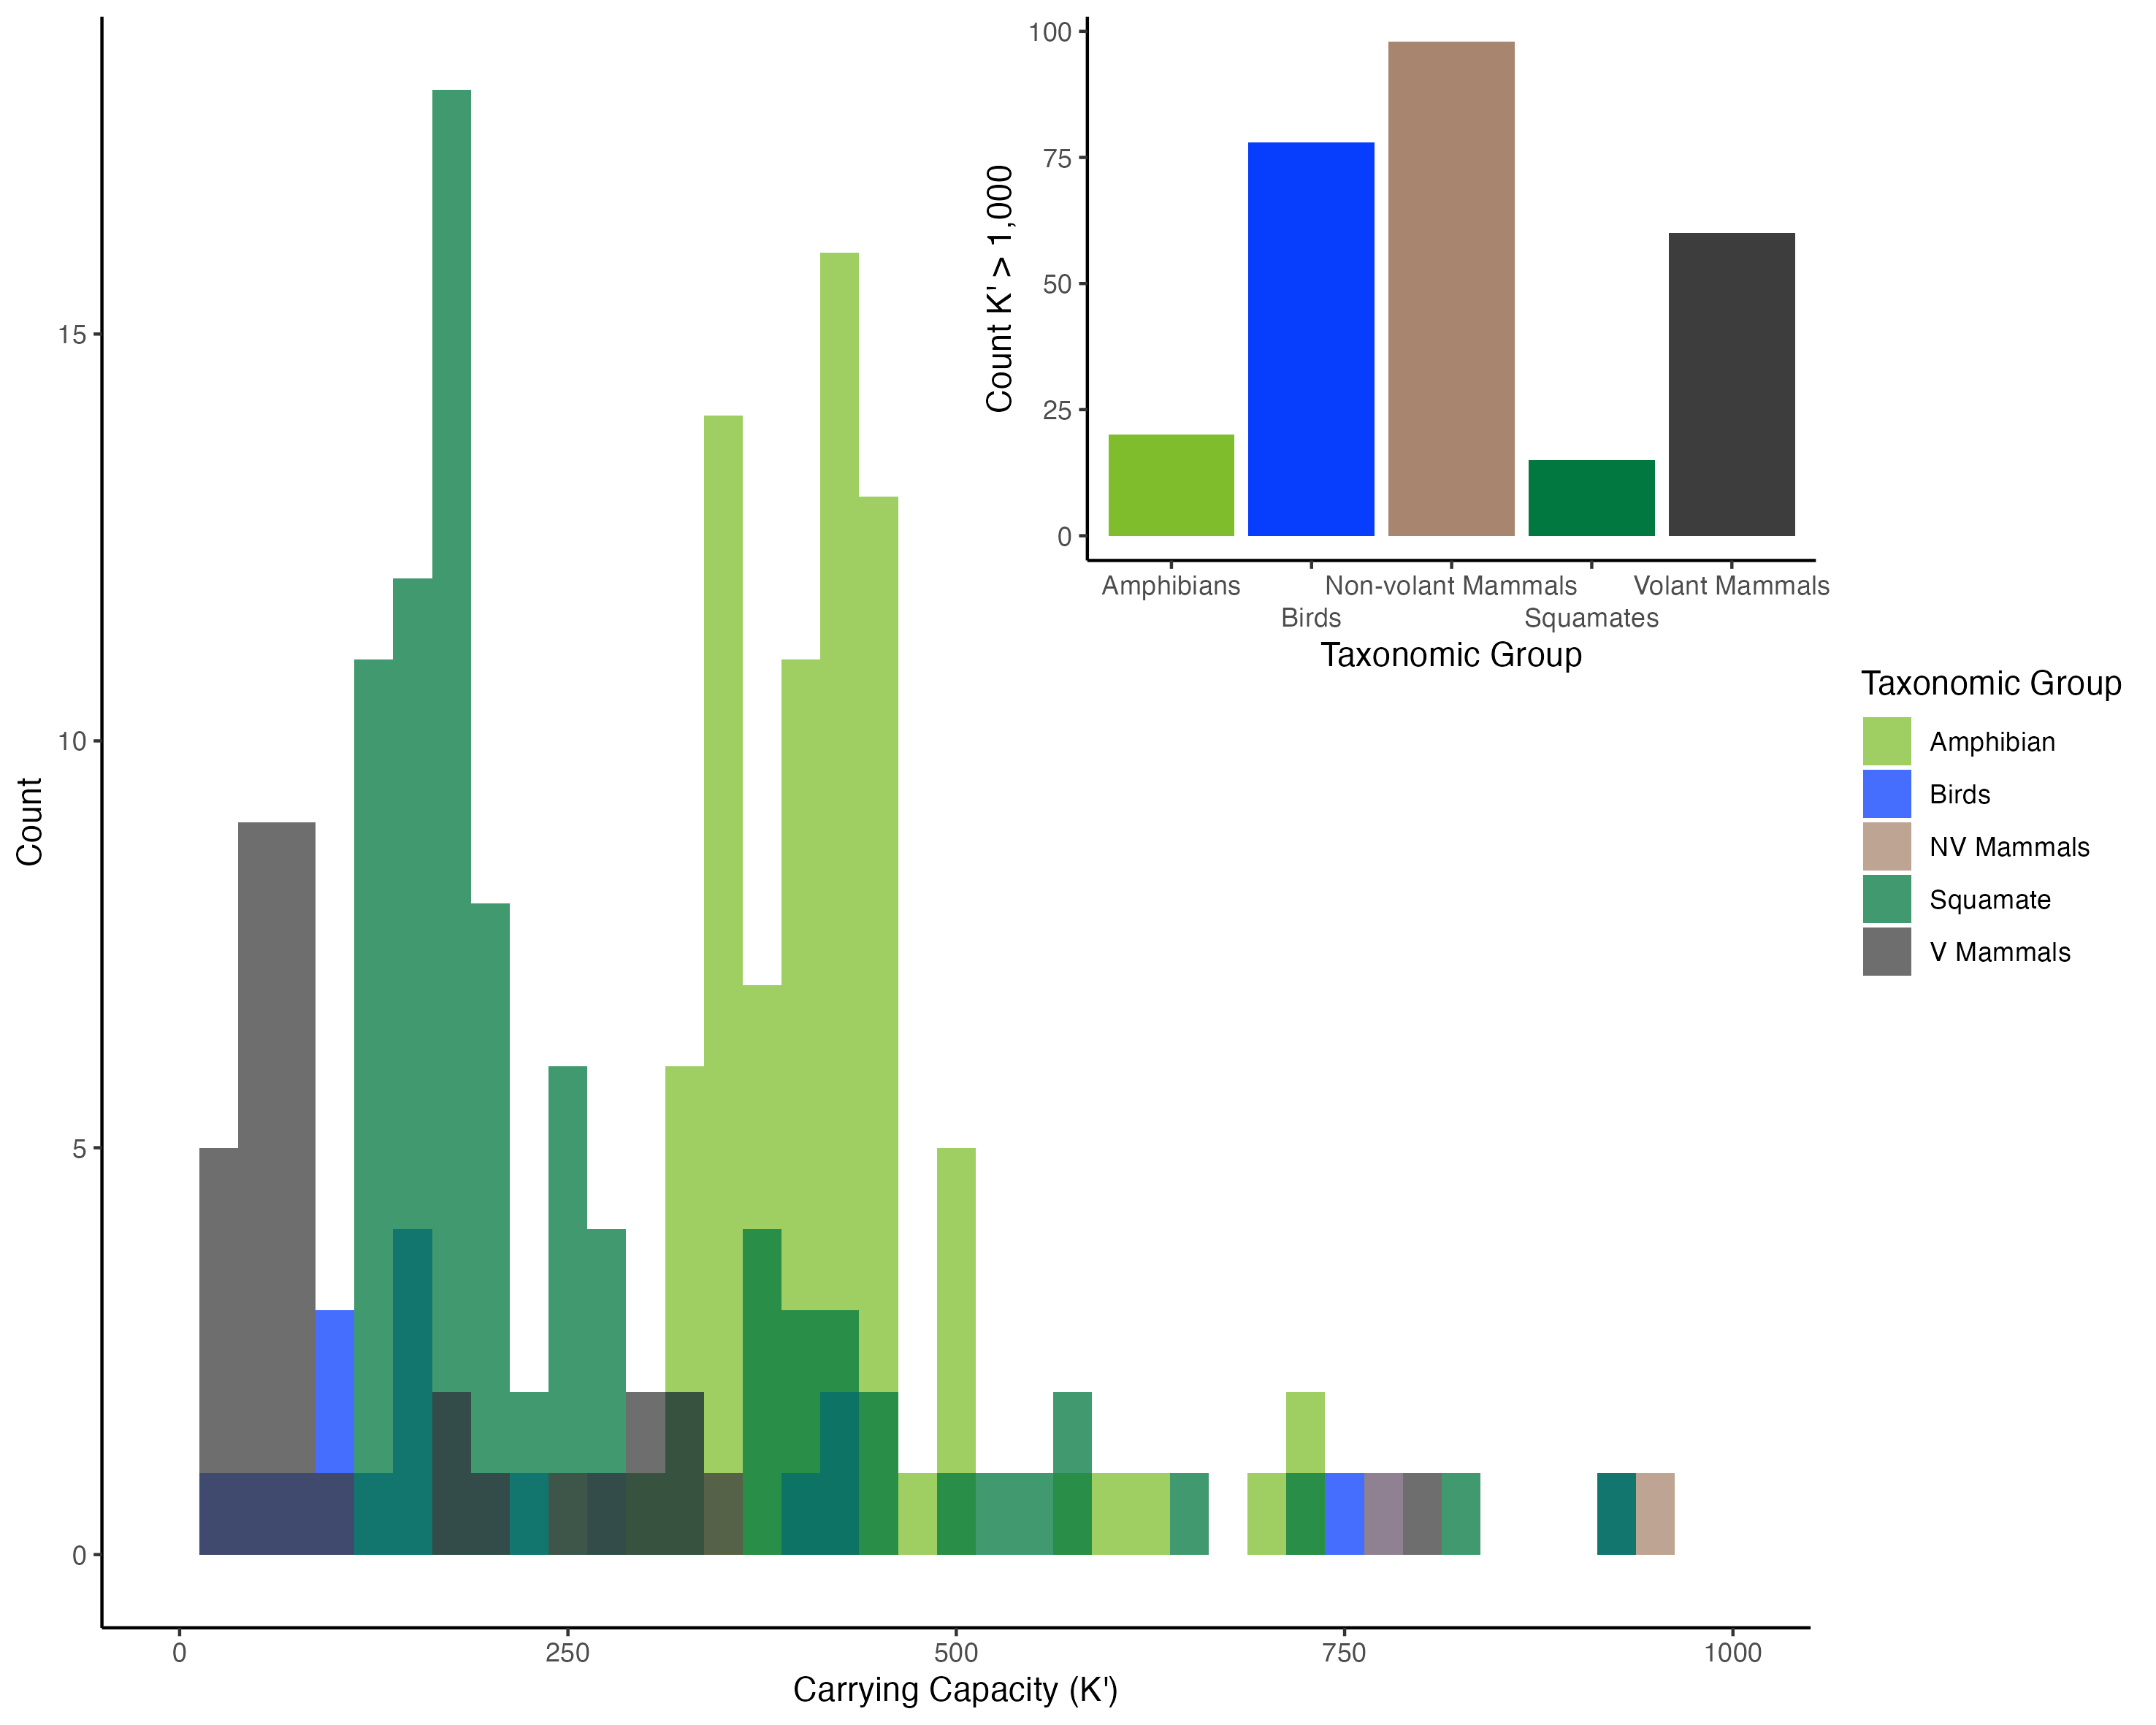 100
75
50
25
0
Count K' > 1,000
Amphibians
Birds
Non-volant Mammals
Squamates
Volant Mammals
Taxonomic Group
15
10
5
0
Count
0
250
500
750
1000
Carrying Capacity (K')
Taxonomic Group
Amphibian
Birds
NV Mammals
Squamate
V Mammals